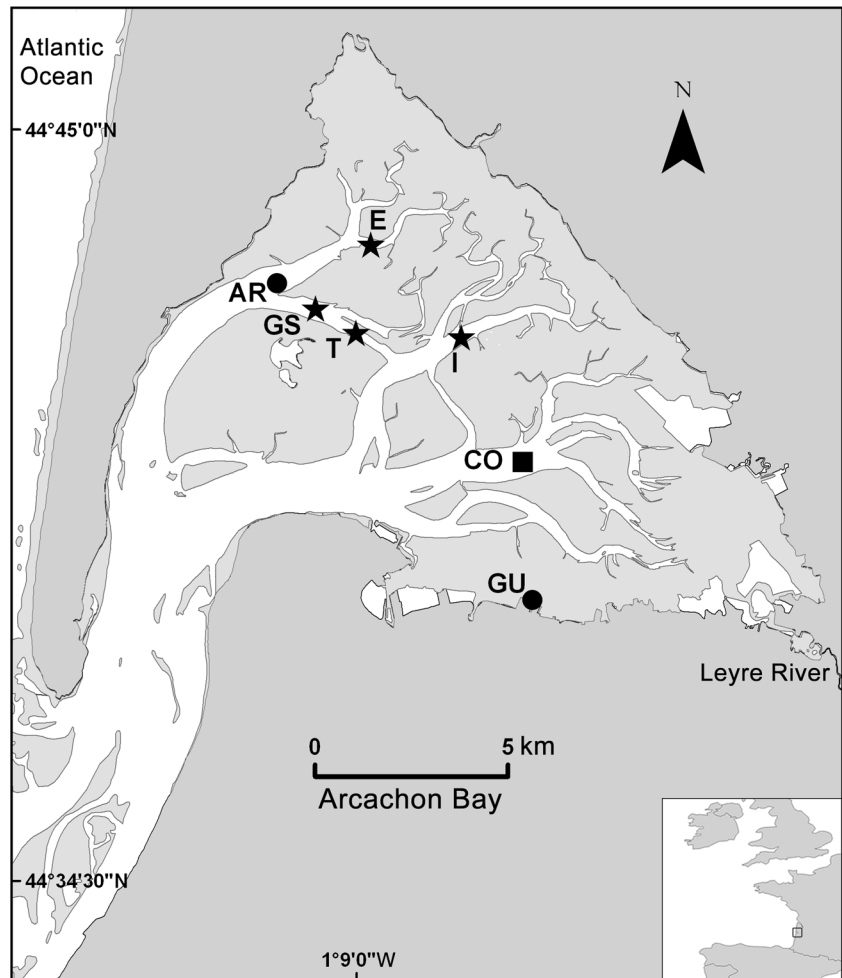 Atlantic
Ocean
N
44°45'0"N
E
AR
GS
T
I
CO
GU
Leyre River
0 5 km
Arcachon Bay
44°34'30"N
1°9'0"W